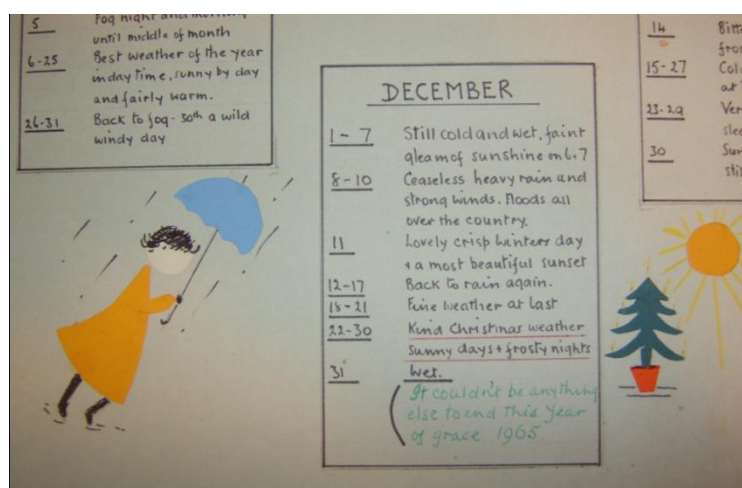 5 Fog night and morning
until middle of month
6-25 Best weather of the year
in day time, sunny by day
and fairly warm.
26-31 Back to fog - 30th a wild
windy day
DECEMBER
1-7 Still cold and wet, faint
gleam of sunshine on 6+7
8-10 Ceaseless heavy rain and
strong winds. Floods all
over the country.
11 Lovely crisp winters day
+ a most beautiful sunset
12-17 Back to rain again.
18-21 Fine weather at last
22-30 Kind Christmas weather
sunny days + frosty nights
31 Wet.
It couldn't be anything
else to end this year
of grace 1965
14
15-27
at
23-29
30